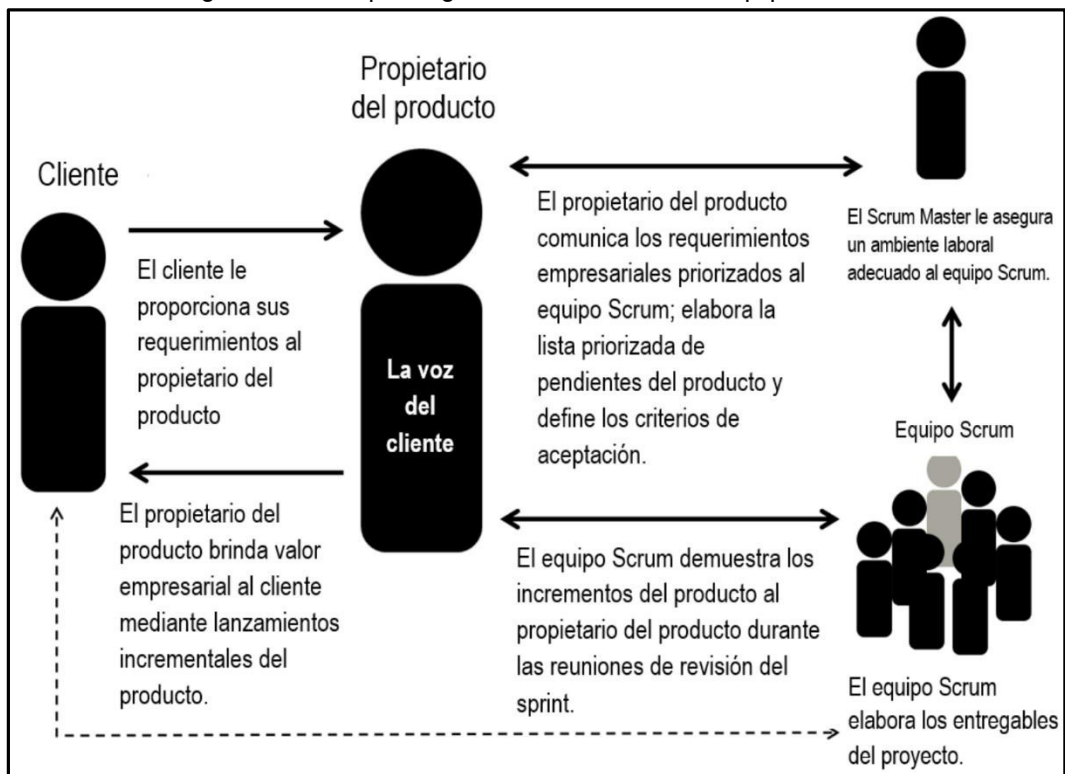 Propietario
del producto
Cliente
El cliente le
proporciona sus
requerimientos al
propietario del
producto
La voz
del
cliente
El propietario del producto
comunica los requerimientos
empresariales priorizados al
equipo Scrum; elabora la
lista priorizada de
pendientes del producto y
define los criterios de
aceptación.
El Scrum Master le asegura
un ambiente laboral
adecuado al equipo Scrum.
Equipo Scrum
El propietario del
producto brinda valor
empresarial al cliente
mediante lanzamientos
incrementales del
producto.
El equipo Scrum demuestra los
incrementos del producto al
propietario del producto durante
las reuniones de revisión del
sprint.
El equipo Scrum
elabora los entregables
del proyecto.